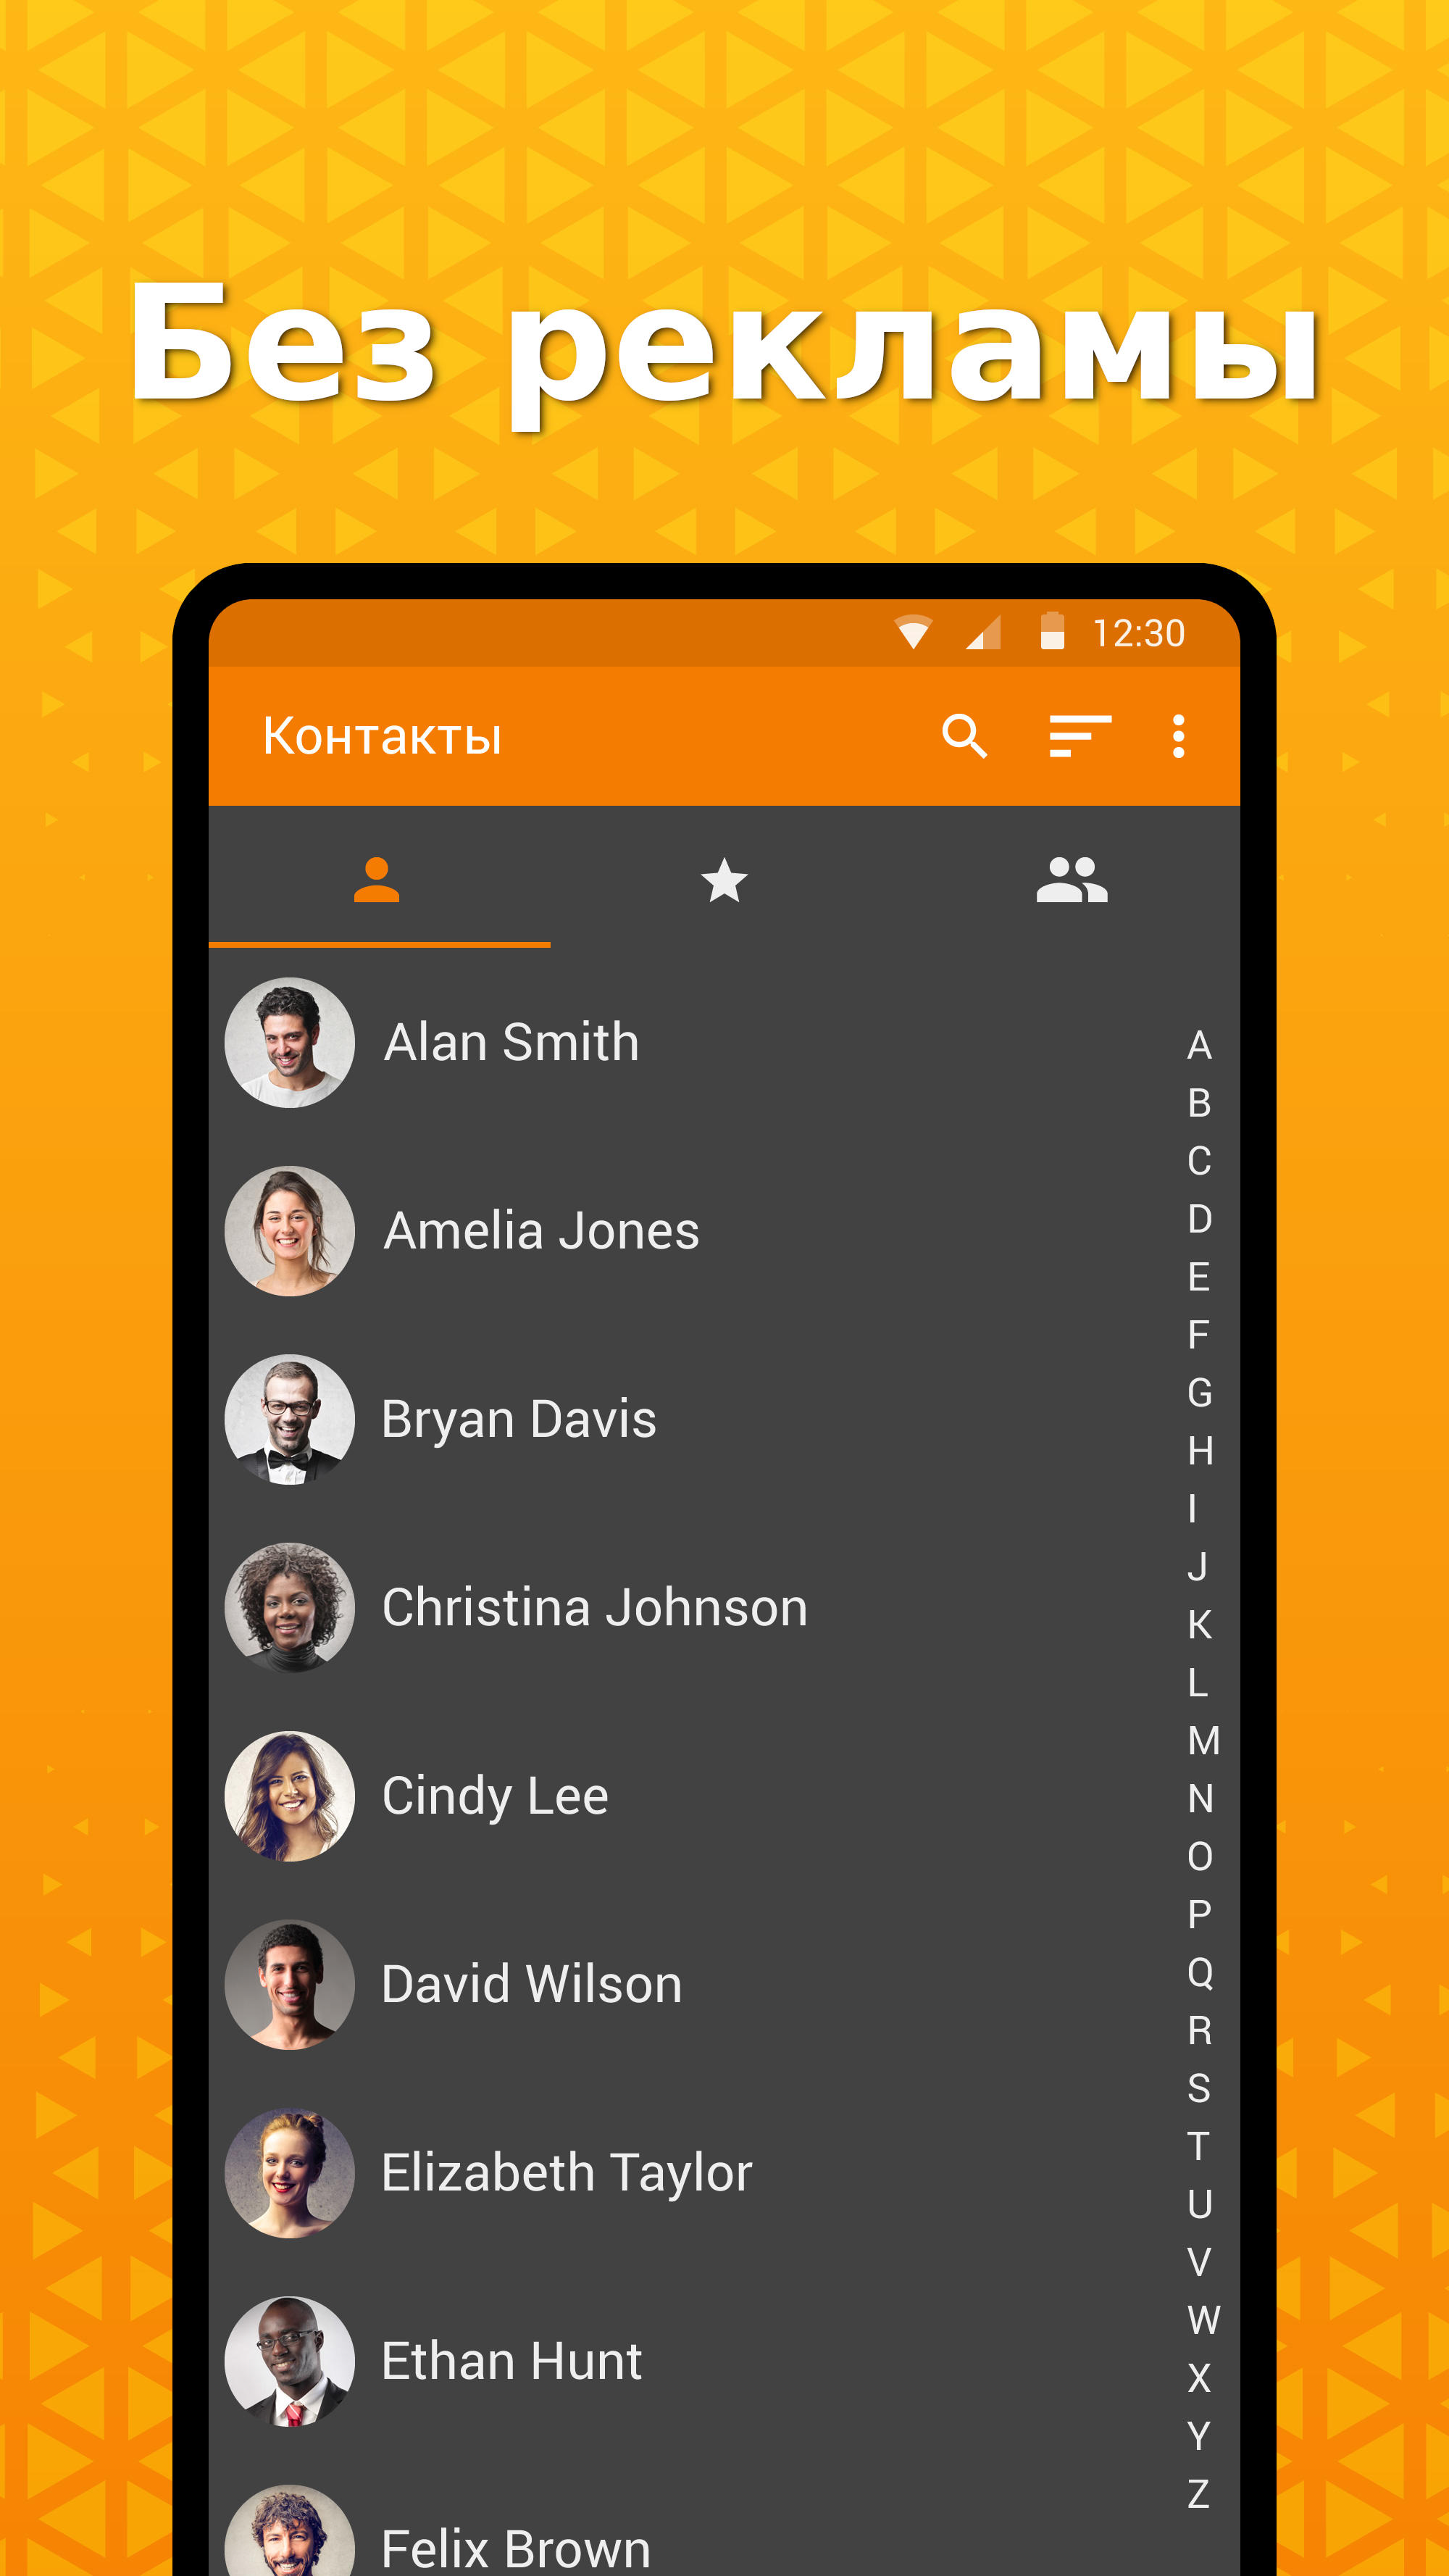 Без рекламы
12:30
Контакты
Alan Smith
Amelia Jones
Bryan Davis
Christina Johnson
Cindy Lee
David Wilson
Elizabeth Taylor
Ethan Hunt
Felix Brown
A
B
C
D
E
F
G
H
I
J
K
L
M
N
O
P
Q
R
S
T
U
V
W
X
Y
Z